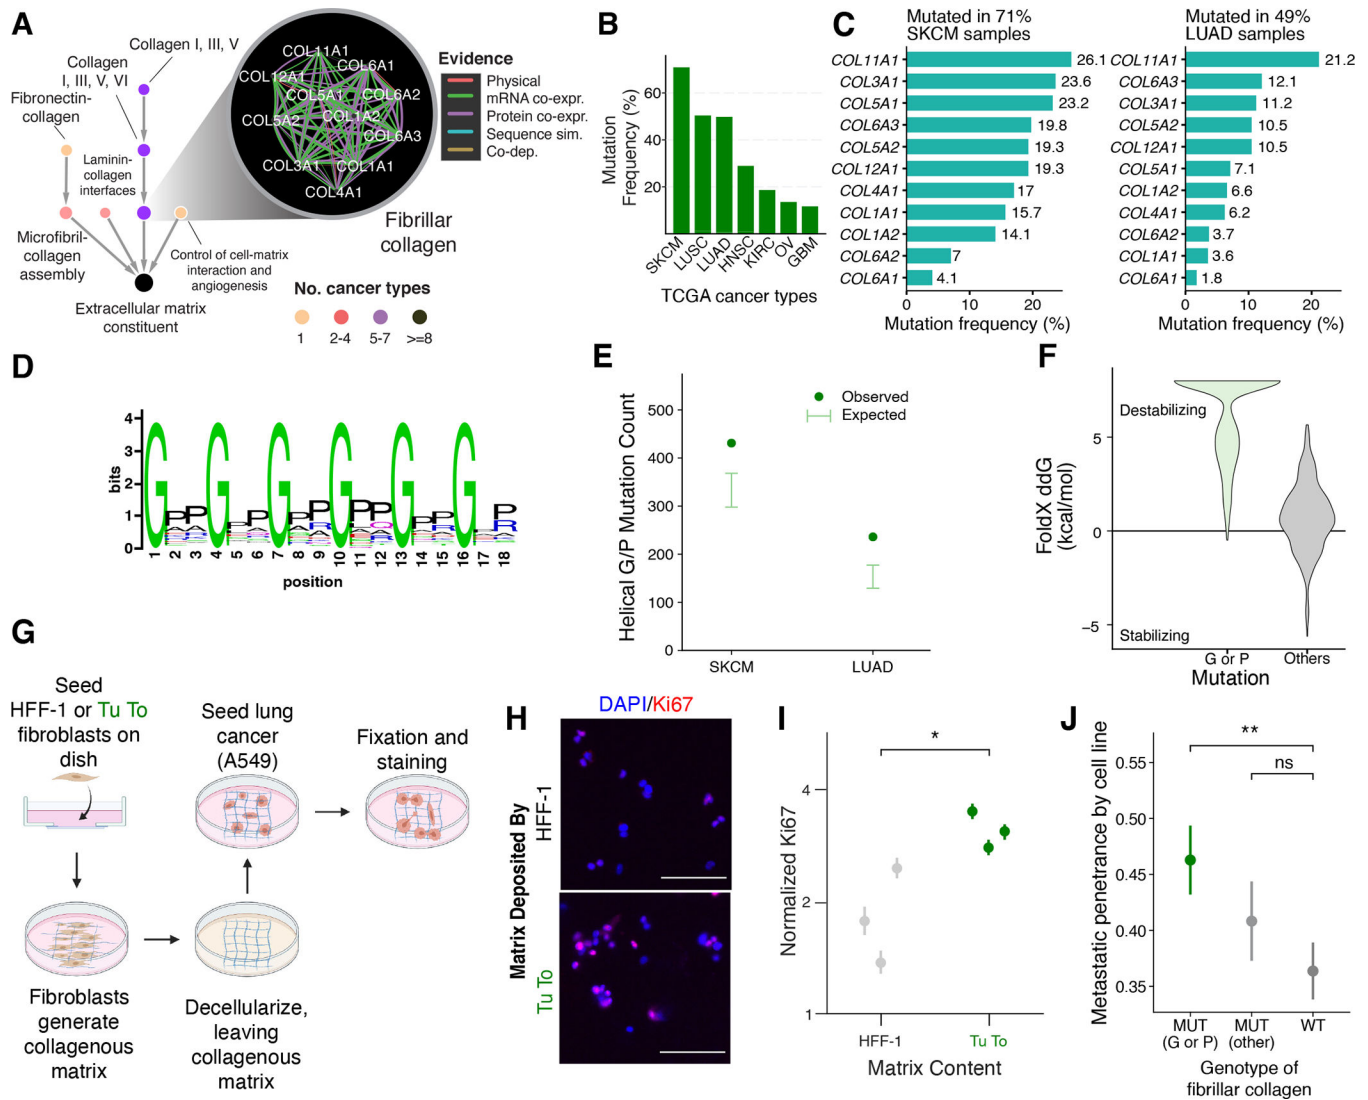 A
Collagen I, III, V
Collagen
I, III, V, VI
Fibronectin-
collagen
Laminin-
collagen
interfaces
Microfibril-
collagen
assembly
Control of cell-matrix
interaction and
angiogenesis
Extracellular matrix
constituent
COL11A1
COL12A1
COL6A1
COL5A1
COL6A2
COL5A2
COL1A2
COL6A3
COL3A1
COL1A1
COL4A1
Fibrillar
collagen
Evidence
Physical
mRNA co-expr.
Protein co-expr.
Sequence sim.
Co-dep.
No. cancer types
1
2-4
5-7
>=8
B
Mutation
Frequency (%)
60
40
20
SKCM
LUSC
LUAD
HNSC
KIRC
OV
GBM
TCGA cancer types
C
Mutated in 71%
SKCM samples
COL11A1 26.1
COL3A1 23.6
COL5A1 23.2
COL6A3 19.8
COL5A2 19.3
COL12A1 19.3
COL4A1 17
COL1A1 15.7
COL1A2 14.1
COL6A2 7
COL6A1 4.1
0 10 20
Mutation frequency (%)
Mutated in 49%
LUAD samples
COL11A1 21.2
COL6A3 12.1
COL3A1 11.2
COL5A2 10.5
COL12A1 10.5
COL5A1 7.1
COL1A2 6.6
COL4A1 6.2
COL6A2 3.7
COL1A1 3.6
COL6A1 1.8
0 10 20
Mutation frequency (%)
D
bits
4
3
2
1
0
1 2 3 4 5 6 7 8 9 10 11 12 13 14 15 16 17 18
position
E
Helical G/P Mutation Count
500
400
300
200
100
0
Observed
Expected
SKCM
LUAD
F
FoldX ddG
(kcal/mol)
Destabilizing
5
0
−5
Stabilizing
G or P
Others
Mutation
G
Seed
HFF-1 or Tu To
fibroblasts on
dish
Seed lung
cancer
(A549)
Fixation and
staining
Fibroblasts
generate
collagenous
matrix
Decellularize,
leaving
collagenous
matrix
H
DAPI/Ki67
Matrix Deposited By
HFF-1
Tu To
I
Normalized Ki67
*
4
2
1
HFF-1
Tu To
Matrix Content
J
Metastatic penetrance by cell line
**
ns
0.55
0.50
0.45
0.40
0.35
MUT
(G or P)
MUT
(other)
WT
Genotype of
fibrillar collagen